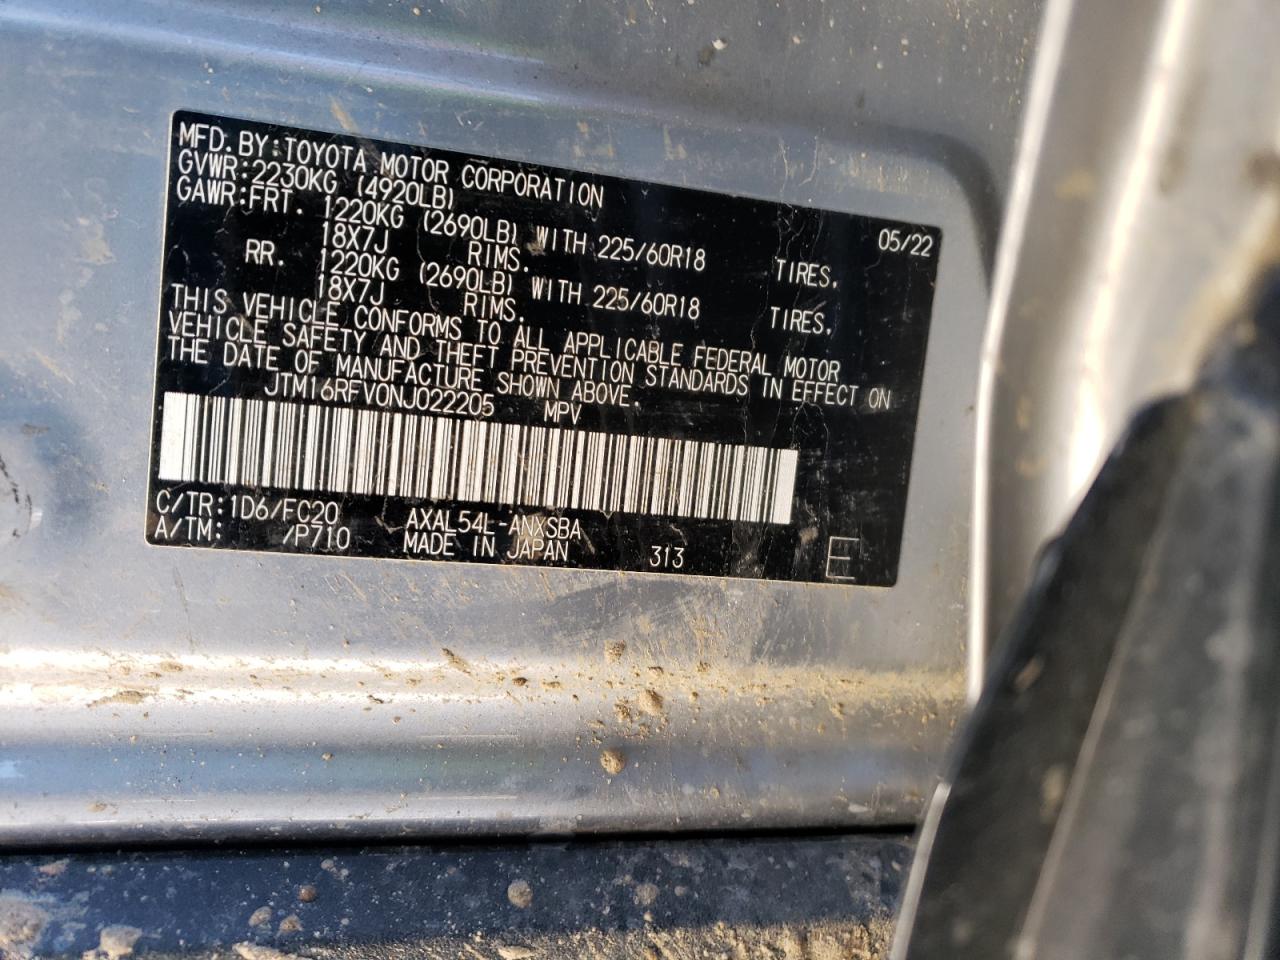 MFD.BY:TOYOTA MOTOR CORPORATION 05/22
GVWR:2230KG (4920LB)
GAWR:FRT. 1220KG (2690LB) WITH 225/60R18 TIRES,
18X7J RIMS.
RR. 1220KG (2690LB) WITH 225/60R18 TIRES,
18X7J RIMS.
THIS VEHICLE CONFORMS TO ALL APPLICABLE FEDERAL MOTOR
VEHICLE SAFETY AND THEFT PREVENTION STANDARDS IN EFFECT ON
THE DATE OF MANUFACTURE SHOWN ABOVE.
JTM16RFV0NJ022205 MPV
C/TR:1D6/FC20 AXAL54L-ANXSBA
A/TM: /P710 MADE IN JAPAN 313 E